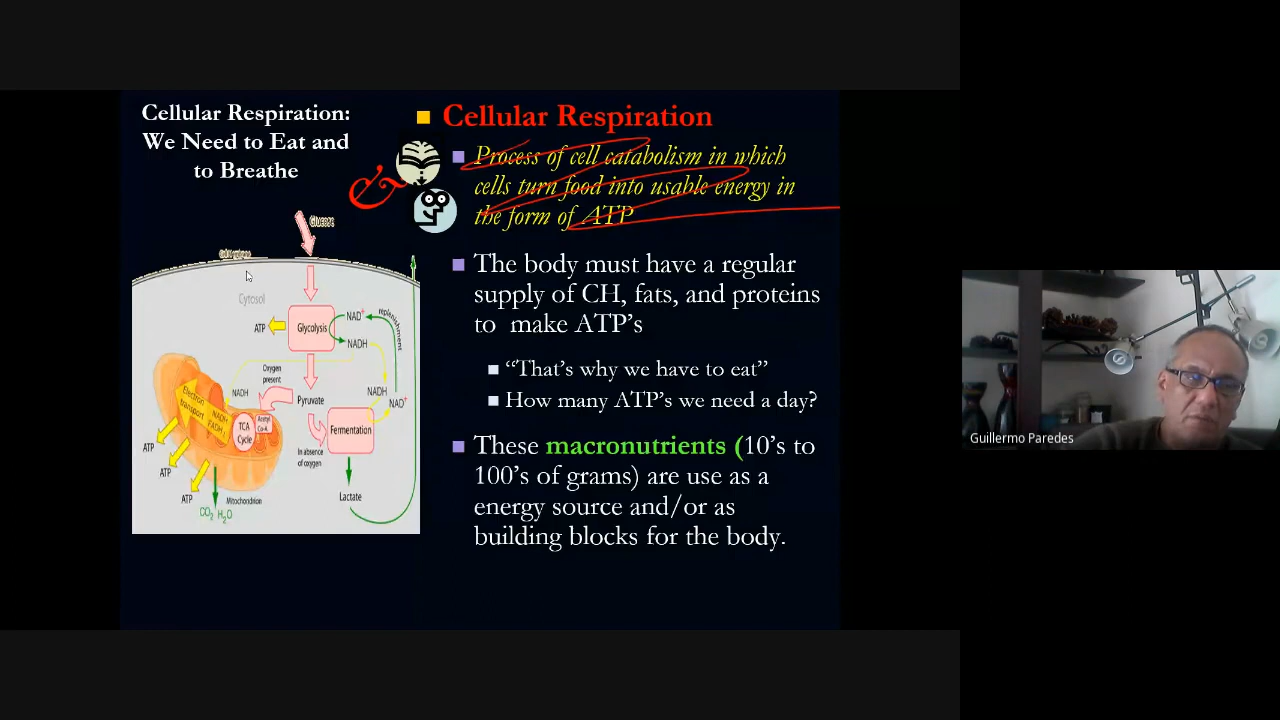 Cellular Respiration:
We Need to Eat and
to Breathe
Cellular Respiration
Process of cell catabolism in which
cells turn food into usable energy in
the form of ATP
The body must have a regular
supply of CH, fats, and proteins
to make ATP's
"That's why we have to eat"
How many ATP's we need a day?
These macronutrients (10's to
100's of grams) are use as a
energy source and/or as
building blocks for the body.
&
Glucose
Cytosol
ATP
Glycolysis
NAD+
NADH
replenishment
Oxygen
present
NADH
Pyruvate
NADH
NAD+
Electron
transport
NADH
FADH
TCA
Cycle
Acetyl
Co-A
Fermentation
In absence
of oxygen
ATP
ATP
ATP
Mitochondrion
CO2 H2O
Lactate
Guillermo Paredes